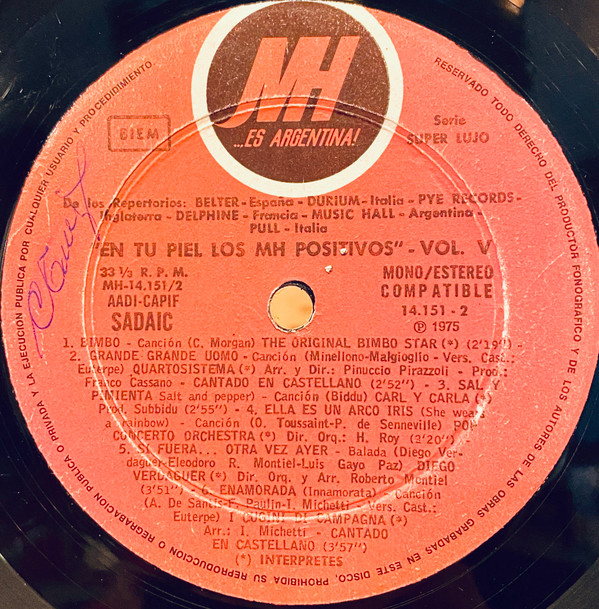 MH
...ES ARGENTINA!
BIEM
Serie
SUPER LUJO
De los Repertorios: BELTER-España-DURIUM-Italia-PYE RECORDS-
Inglaterra-DELPHINE-Francia-MUSIC HALL-Argentina-
PULL-Italia
"EN TU PIEL LOS MH POSITIVOS" - VOL. V
33 ⅓ R. P. M.
MH-14.151/2
AADI-CAPIF
SADAIC
MONO/ESTEREO
COMPATIBLE
14.151 - 2
Ⓟ 1975
1. BIMBO - Canción (C. Morgan) THE ORIGINAL BIMBO STAR (*) (2'19") -
2. GRANDE GRANDE UOMO - Canción (Minellono-Malgioglio - Vers. Cast.:
Euterpe) QUARTOSISTEMA (*) Arr. y Dir.: Pinuccio Pirazzoli - Prod.:
Franco Cassano - CANTADO EN CASTELLANO (2'52") - 3. SAL Y
PIMIENTA Salt and pepper) - Canción (Biddu) CARL Y CARLA (*)
Prod. Subbidu (2'55") - 4. ELLA ES UN ARCO IRIS (She wears
a rainbow) - Canción (O. Toussaint-P. de Senneville) POP
CONCERTO ORCHESTRA (*) Dir. Orq.: H. Roy (2'20") -
5. SI FUERA... OTRA VEZ AYER - Balada (Diego Ver-
daguer-Eleodoro R. Montiel-Luis Gayo Paz) DIEGO
VERDAGUER (*) Dir. Orq. y Arr. Roberto Montiel
(3'51") - 6. ENAMORADA (Innamorata) - Canción
(A. De Santis-F. Paulin-I. Michetti - Vers. Cast.:
Euterpe) I CUGINI DI CAMPAGNA (*)
Arr.: I. Michetti - CANTADO
EN CASTELLANO (3'57")
(*) INTERPRETES
RESERVADO TODO DERECHO DEL PRODUCTOR FONOGRAFICO Y DE LOS AUTORES DE LAS OBRAS GRABADAS EN ESTE DISCO. PROHIBIDA SU REPRODUCCION O REGRABACION PUBLICA O PRIVADA Y LA EJECUCION PUBLICA POR CUALQUIER USUARIO Y PROCEDIMIENTO